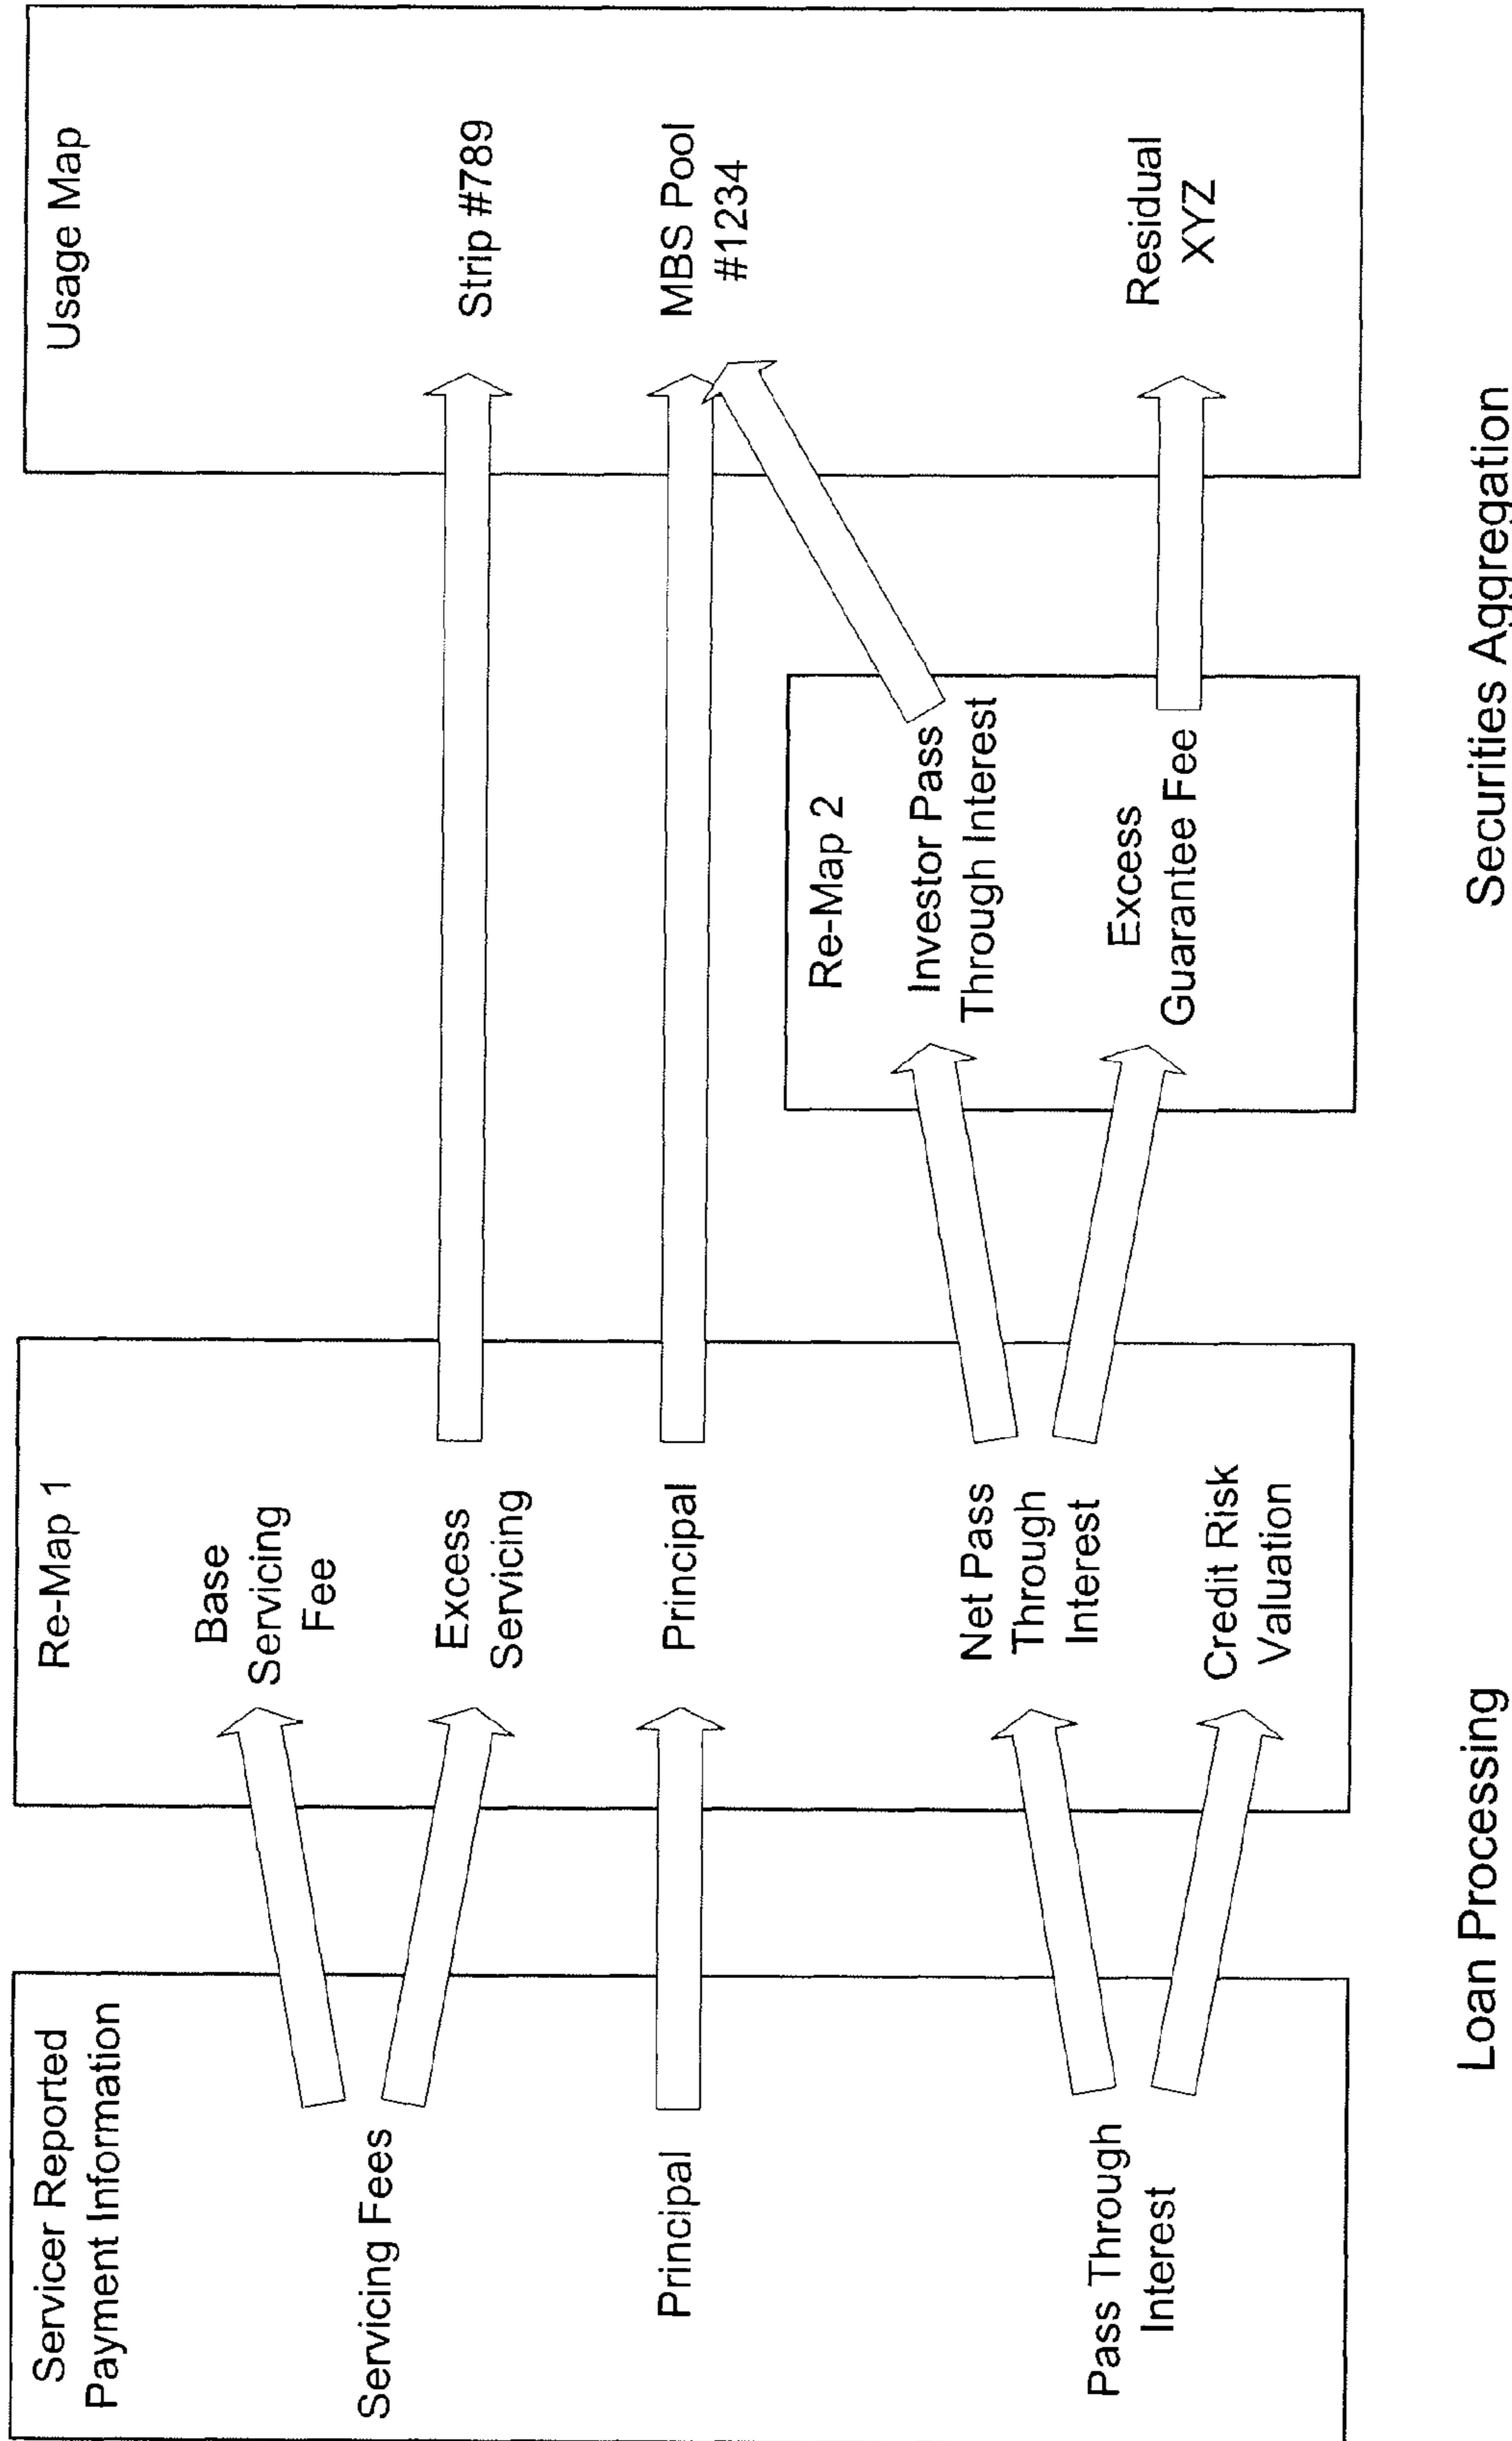 Servicer Reported
Payment Information
Servicing Fees
Principal
Pass Through
Interest
Re-Map 1
Base
Servicing
Fee
Excess
Servicing
Principal
Net Pass
Through
Interest
Credit Risk
Valuation
Re-Map 2
Investor Pass
Through Interest
Excess
Guarantee Fee
Usage Map
Strip #789
MBS Pool
#1234
Residual
XYZ
Loan Processing
Securities Aggregation